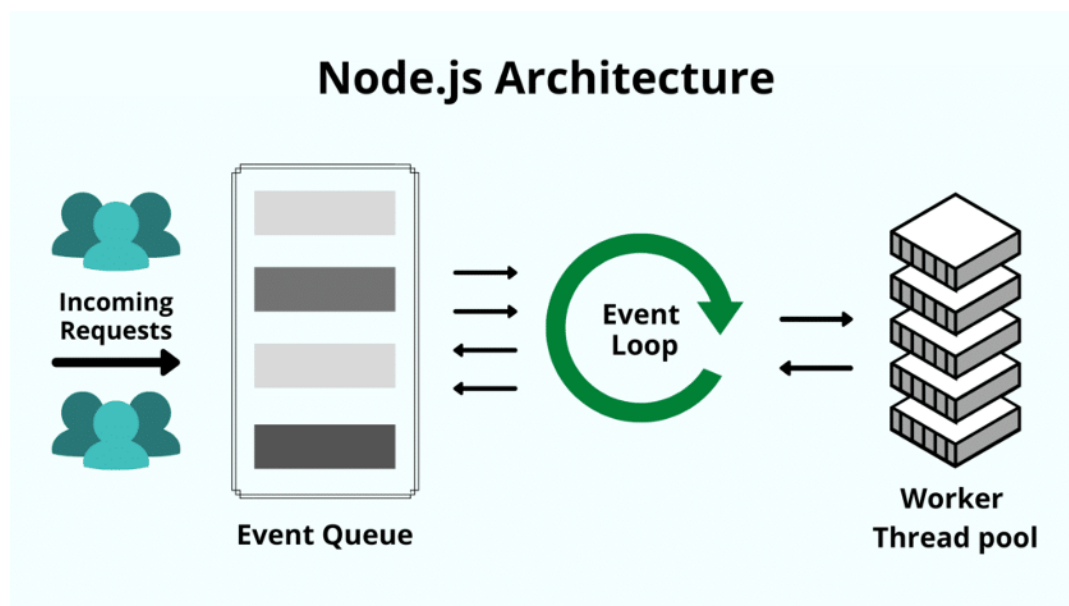 Node.js Architecture
Incoming
Requests
Event Queue
Event
Loop
Worker
Thread pool